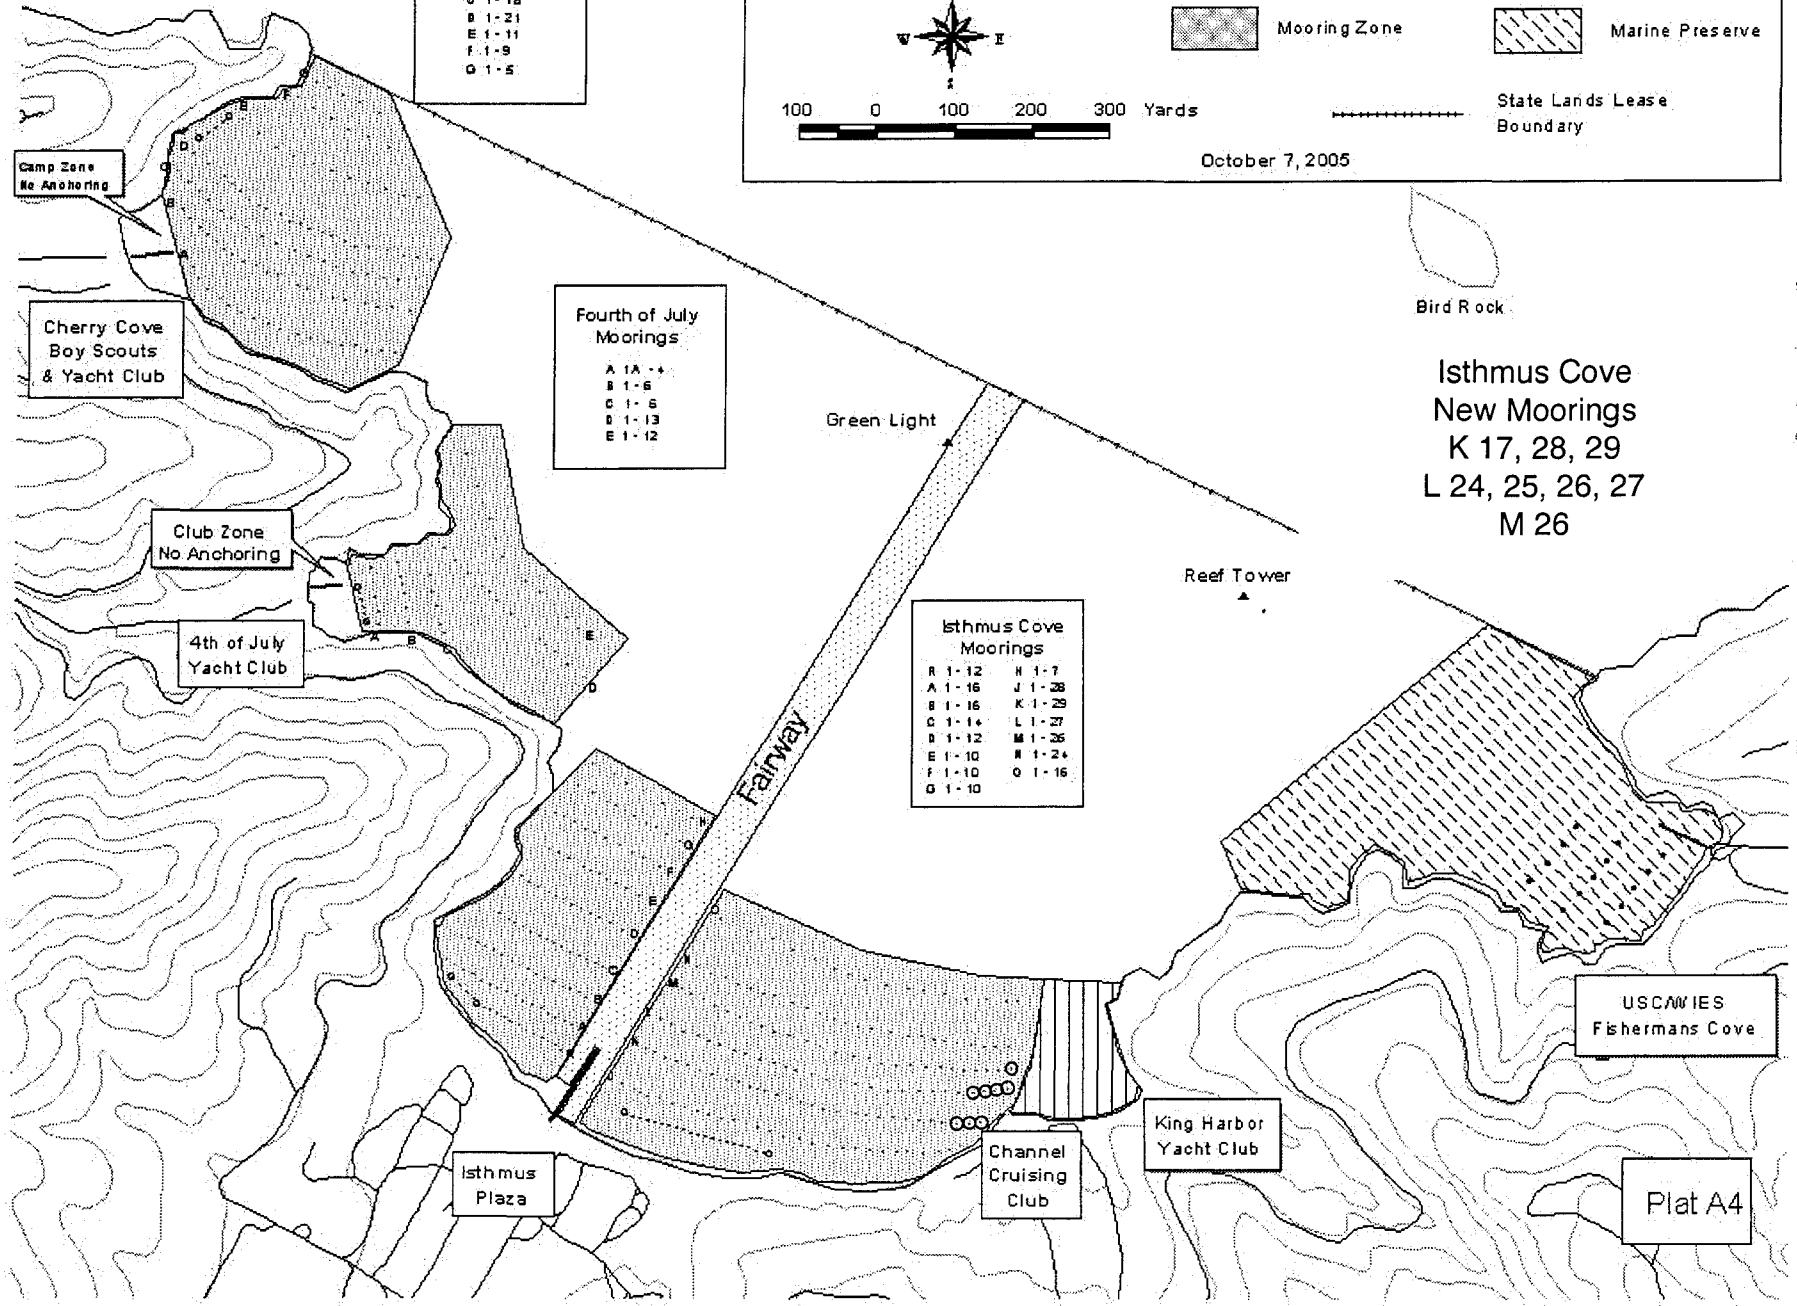 B 1-21
E 1-11
F 1-9
G 1-5
W E
S
Mooring Zone
Marine Preserve
100 0 100 200 300 Yards
State Lands Lease
Boundary
October 7, 2005
Camp Zone
No Anchoring
Cherry Cove
Boy Scouts
& Yacht Club
Fourth of July
Moorings
A 1A -4
B 1-6
C 1-6
D 1-13
E 1-12
Green Light
Bird Rock
Isthmus Cove
New Moorings
K 17, 28, 29
L 24, 25, 26, 27
M 26
Club Zone
No Anchoring
4th of July
Yacht Club
Reef Tower
Isthmus Cove
Moorings
R 1-12 H 1-7
A 1-16 J 1-28
B 1-16 K 1-29
C 1-14 L 1-27
D 1-12 M 1-26
E 1-10 N 1-24
F 1-10 O 1-16
G 1-10
Fairway
USC/WIES
Fishermans Cove
King Harbor
Yacht Club
Channel
Cruising
Club
Isthmus
Plaza
Plat A4